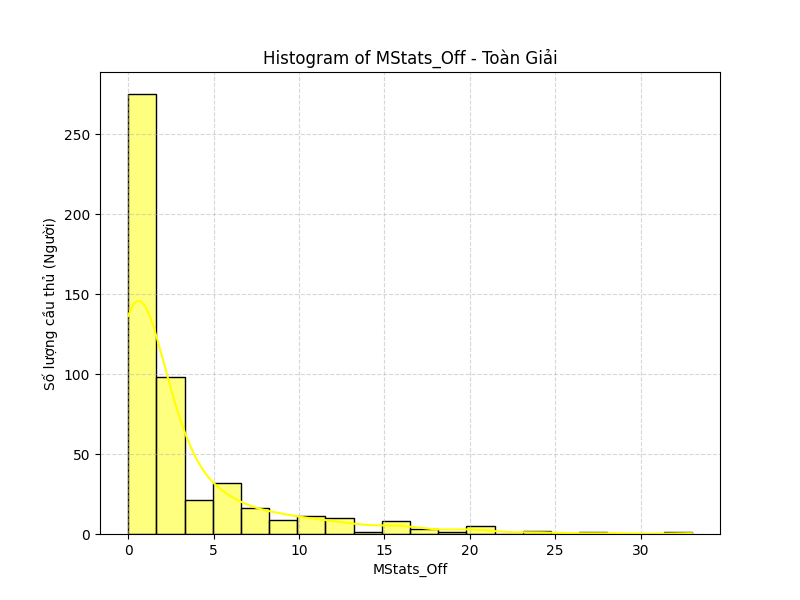 Histogram of MStats_Off - Toàn Giải
250
200
150
100
50
0
Số lượng cầu thủ (Người)
0 5 10 15 20 25 30
MStats_Off